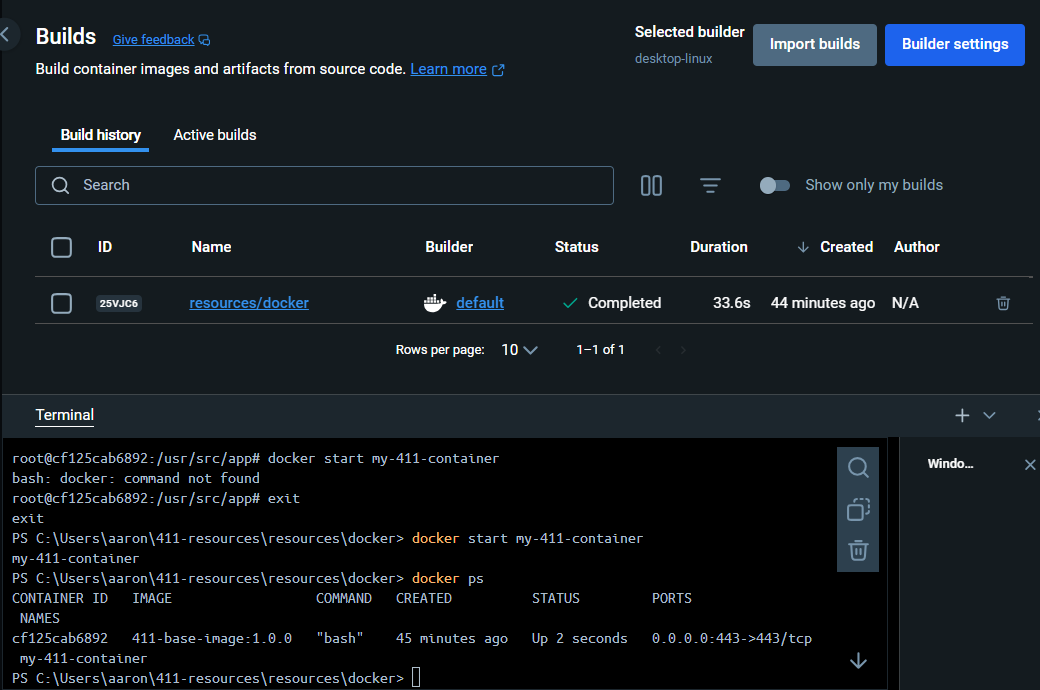 Builds Give feedback
Selected builder
desktop-linux
Import builds
Builder settings
Build container images and artifacts from source code. Learn more
Build history Active builds
Search
Show only my builds
ID Name Builder Status Duration Created Author
25VJC6 resources/docker default Completed 33.6s 44 minutes ago N/A
Rows per page: 10 1–1 of 1
Terminal
Windo...
root@cf125cab6892:/usr/src/app# docker start my-411-container
bash: docker: command not found
root@cf125cab6892:/usr/src/app# exit
exit
PS C:\Users\aaron\411-resources\resources\docker> docker start my-411-container
my-411-container
PS C:\Users\aaron\411-resources\resources\docker> docker ps
CONTAINER ID IMAGE COMMAND CREATED STATUS PORTS
NAMES
cf125cab6892 411-base-image:1.0.0 "bash" 45 minutes ago Up 2 seconds 0.0.0.0:443->443/tcp
my-411-container
PS C:\Users\aaron\411-resources\resources\docker>